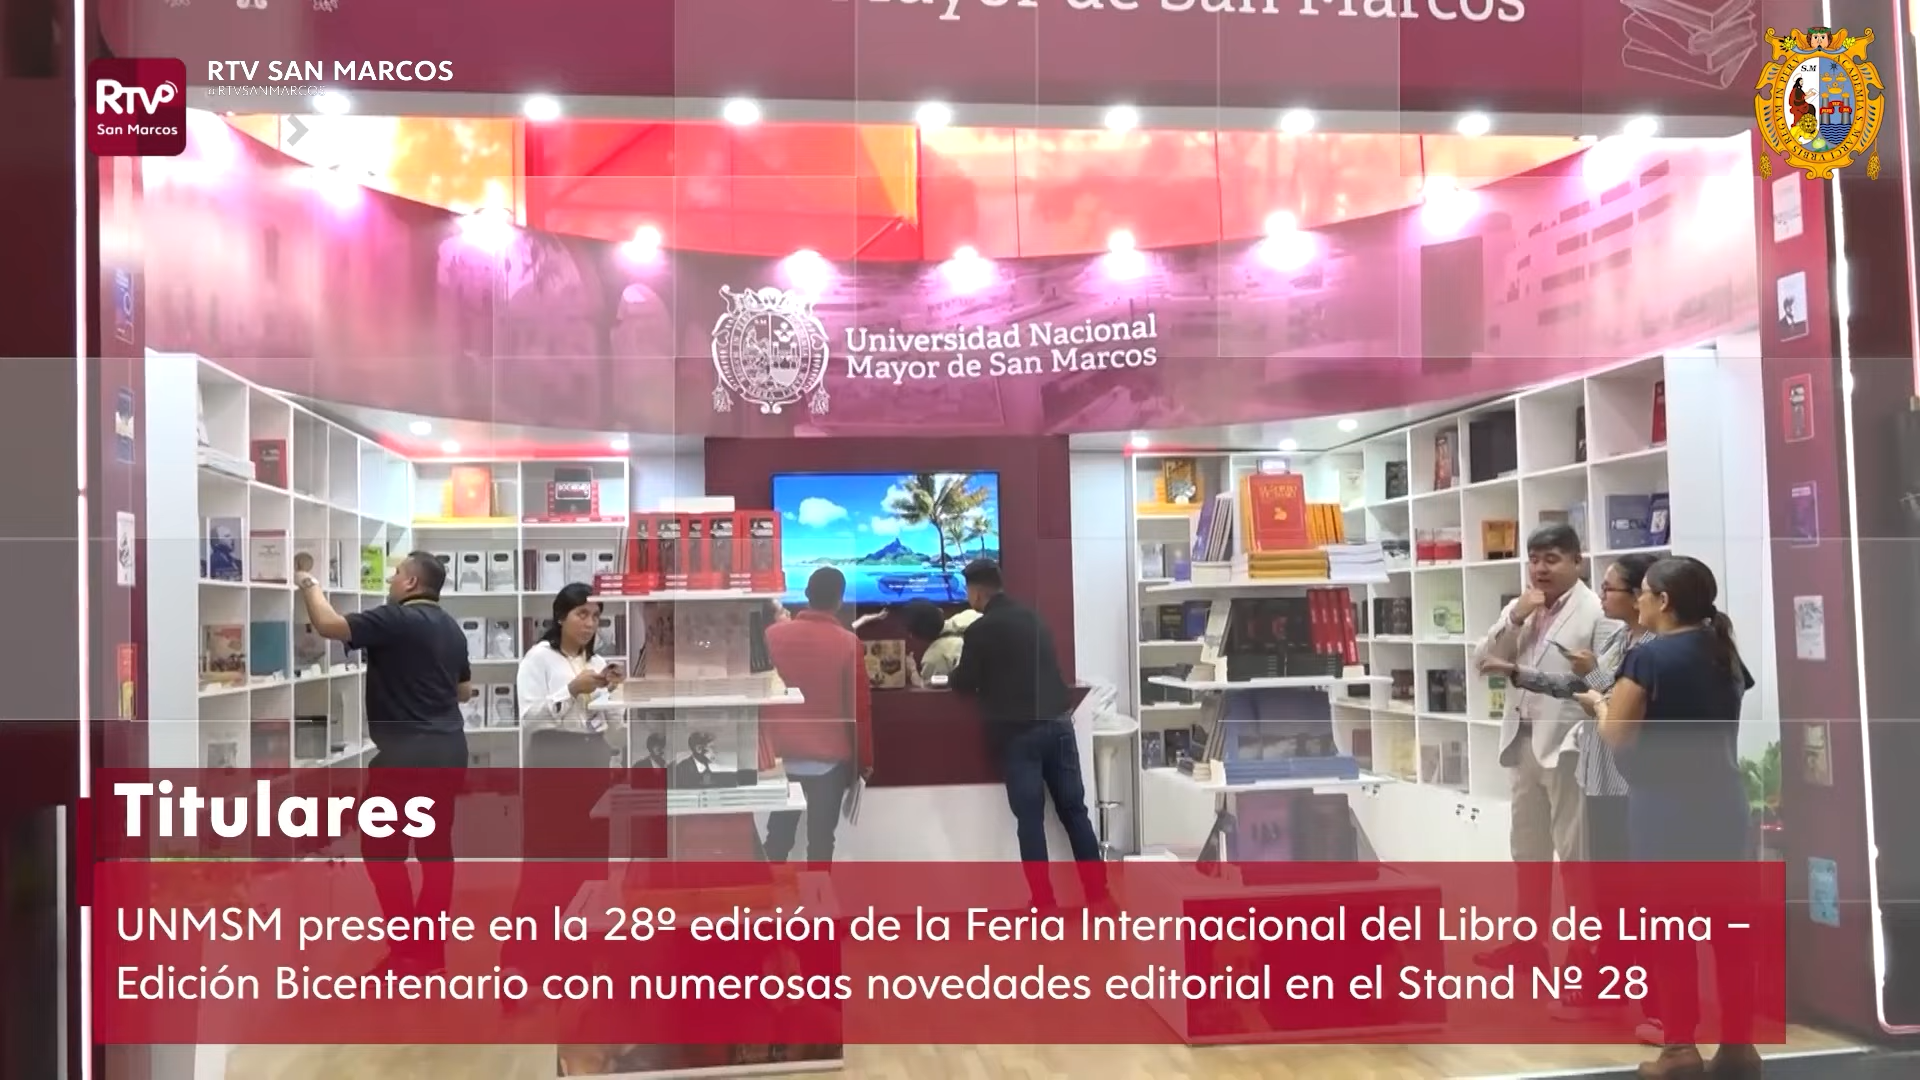 Mayor de San Marcos
RTV
San Marcos
RTV SAN MARCOS
@RTVSANMARCOS
S.M
Universidad Nacional
Mayor de San Marcos
Titulares
UNMSM presente en la 28º edición de la Feria Internacional del Libro de Lima –
Edición Bicentenario con numerosas novedades editorial en el Stand Nº 28